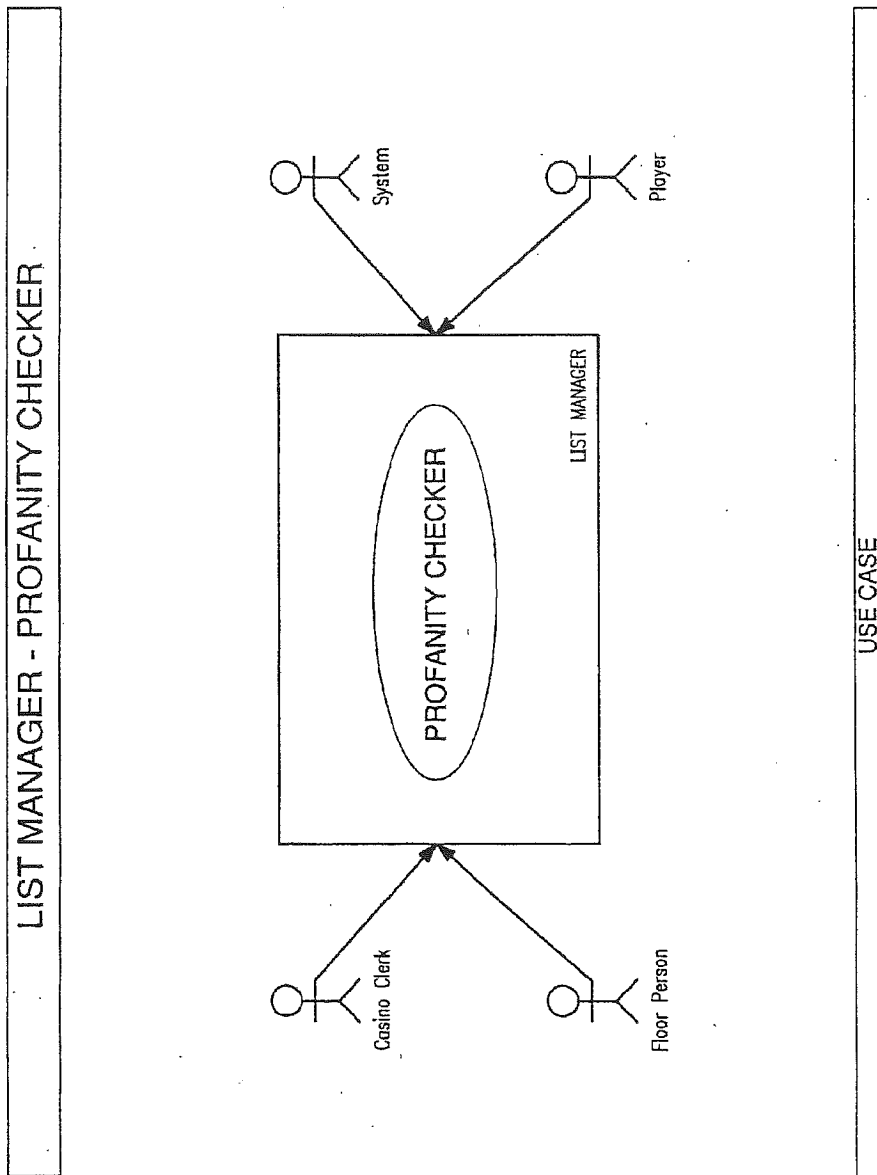 LIST MANAGER - PROFANITY CHECKER
Casino Clerk
System
PROFANITY CHECKER
LIST MANAGER
Floor Person
Player
USE CASE